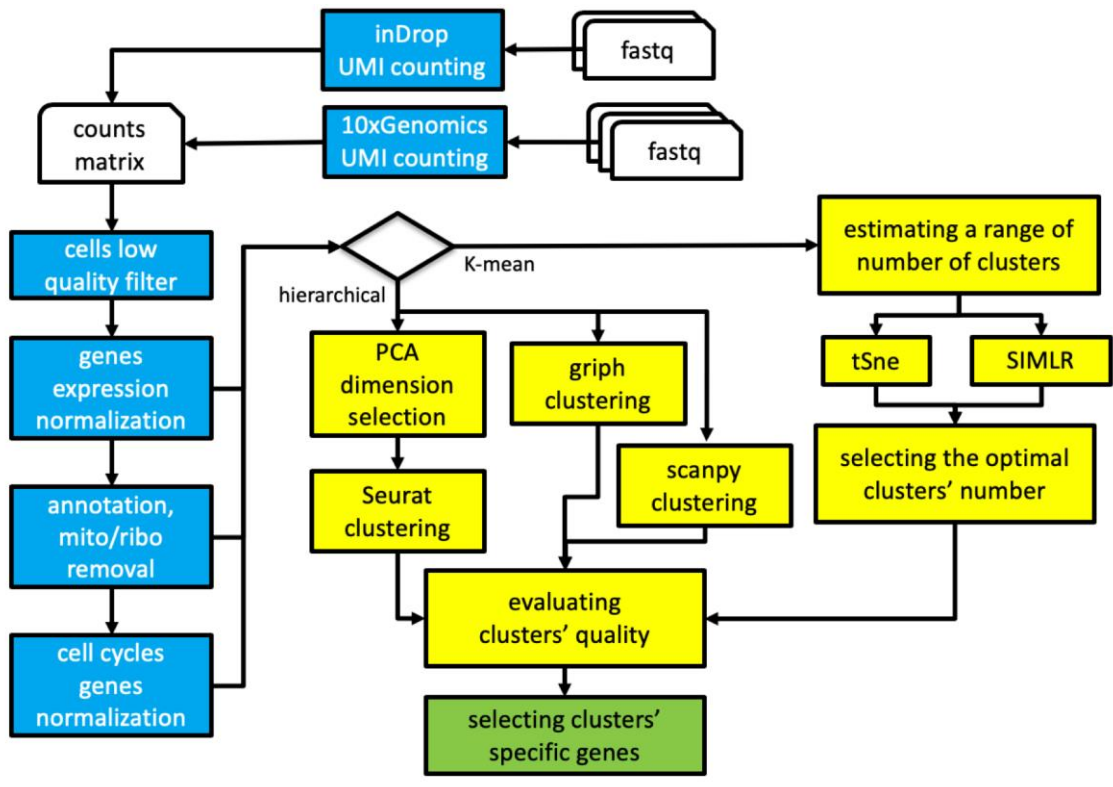 inDrop
UMI counting
fastq
counts
matrix
10xGenomics
UMI counting
fastq
cells low
quality filter
K-mean
hierarchical
estimating a range of
number of clusters
genes
expression
normalization
PCA
dimension
selection
griph
clustering
tSne
SIMLR
annotation,
mito/ribo
removal
Seurat
clustering
scanpy
clustering
selecting the optimal
clusters' number
cell cycles
genes
normalization
evaluating
clusters' quality
selecting clusters'
specific genes